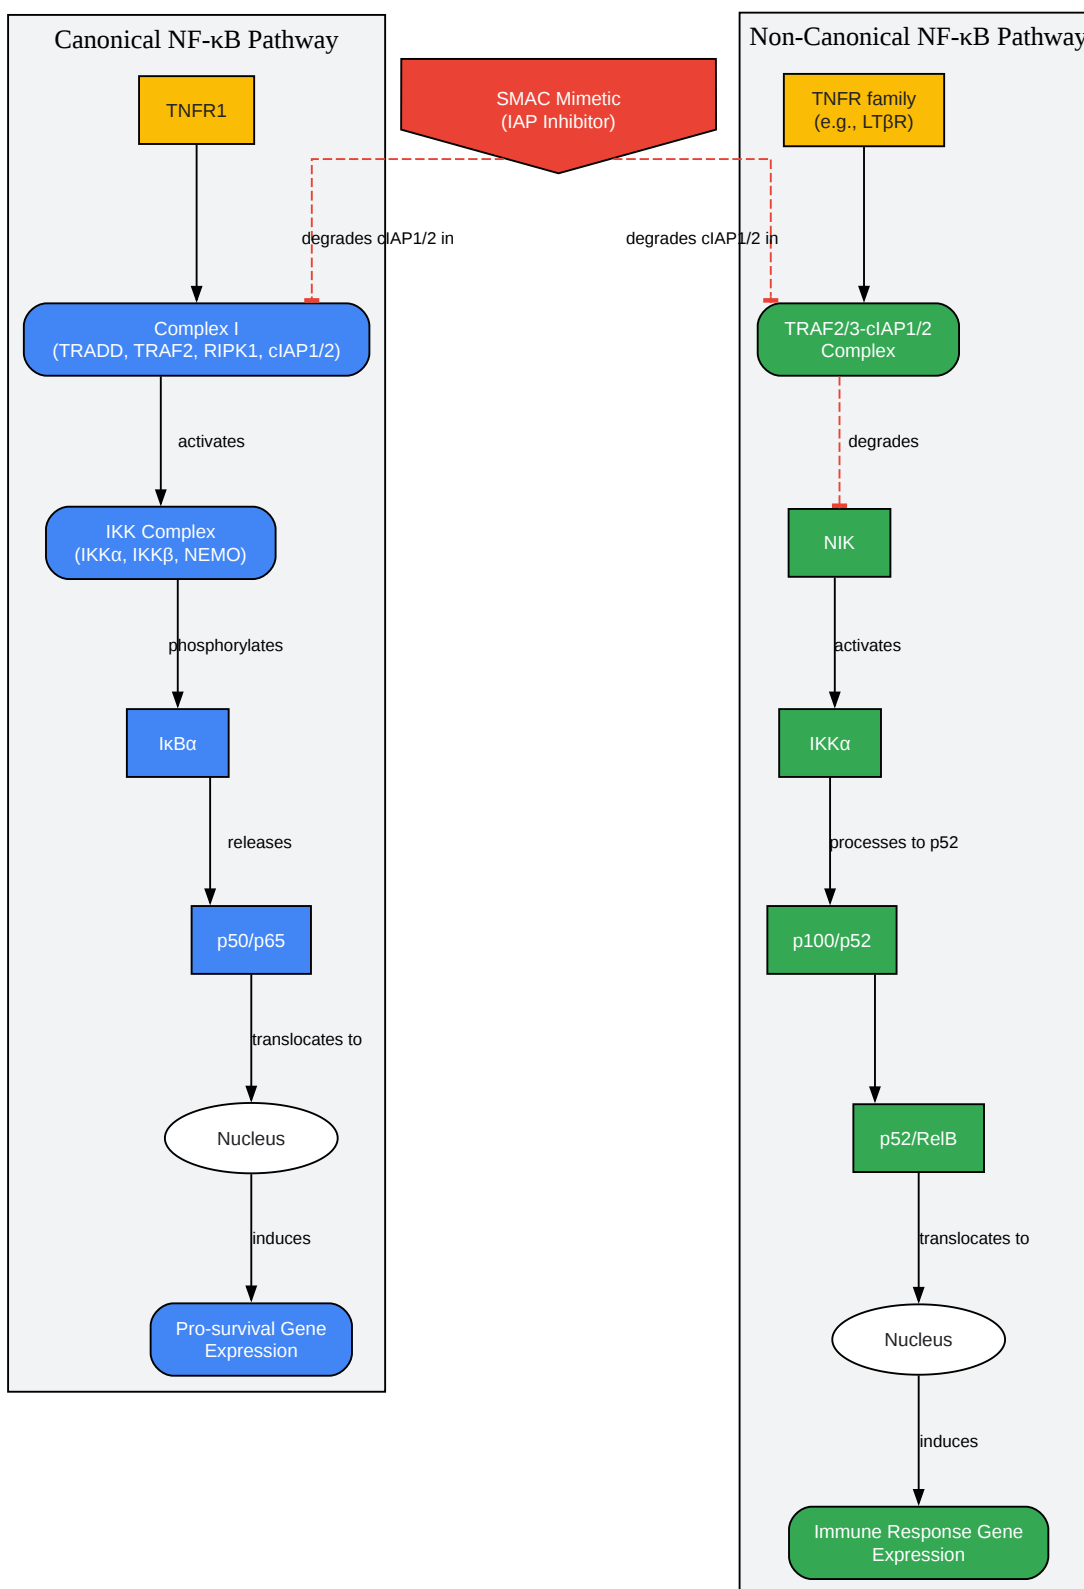 Canonical NF-κB Pathway
TNFR1
Complex I
(TRADD, TRAF2, RIPK1, cIAP1/2)
activates
IKK Complex
(IKKα, IKKβ, NEMO)
phosphorylates
IκBα
releases
p50/p65
translocates to
Nucleus
induces
Pro-survival Gene
Expression
SMAC Mimetic
(IAP Inhibitor)
degrades cIAP1/2 in
degrades cIAP1/2 in
Non-Canonical NF-κB Pathway
TNFR family
(e.g., LTβR)
TRAF2/3-cIAP1/2
Complex
degrades
NIK
activates
IKKα
processes to p52
p100/p52
p52/RelB
translocates to
Nucleus
induces
Immune Response Gene
Expression